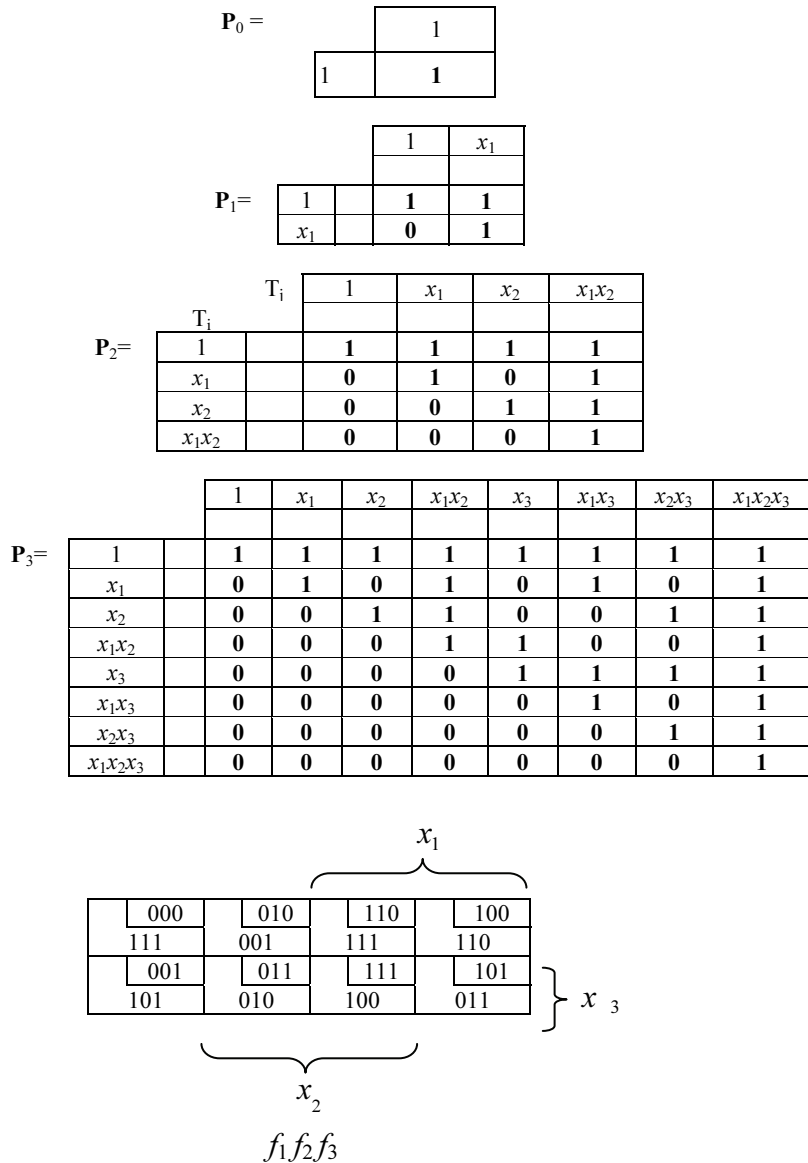 P₀ =
1
1 1
1 x₁
P₁= 1 1 1
x₁ 0 1
Tⱼ 1 x₁ x₂ x₁x₂
Tᵢ
P₂= 1 1 1 1 1
x₁ 0 1 0 1
x₂ 0 0 1 1
x₁x₂ 0 0 0 1
1 x₁ x₂ x₁x₂ x₃ x₁x₃ x₂x₃ x₁x₂x₃
P₃= 1 1 1 1 1 1 1 1 1
x₁ 0 1 0 1 0 1 0 1
x₂ 0 0 1 1 0 0 1 1
x₁x₂ 0 0 0 1 1 0 0 1
x₃ 0 0 0 0 1 1 1 1
x₁x₃ 0 0 0 0 0 1 0 1
x₂x₃ 0 0 0 0 0 0 1 1
x₁x₂x₃ 0 0 0 0 0 0 0 1
x₁
000 010 110 100
111 001 111 110
001 011 111 101
101 010 100 011
x ₃
x₂
f₁f₂f₃